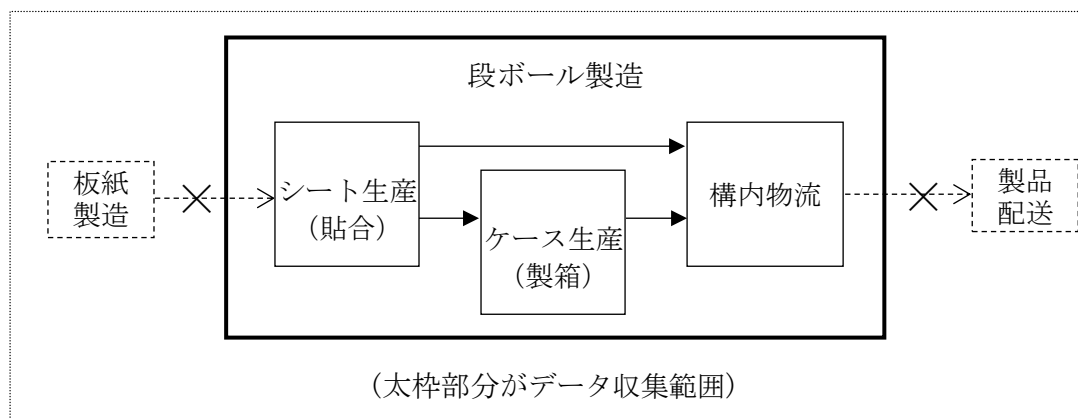 段ボール製造
板紙
製造
シート生産
(貼合)
ケース生産
(製箱)
構内物流
製品
配送
(太枠部分がデータ収集範囲)